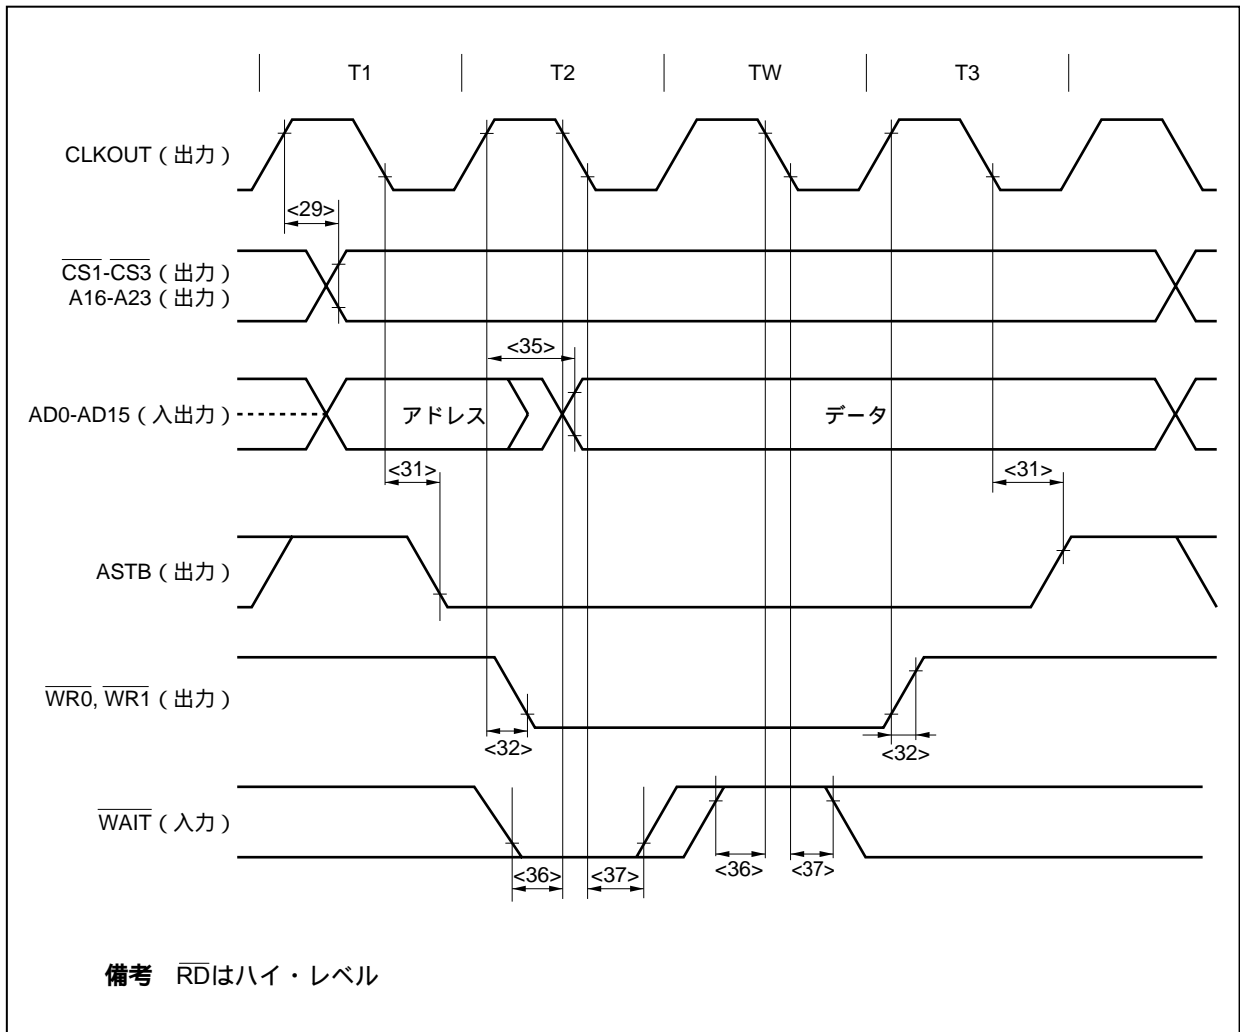 T1 T2 TW T3
CLKOUT（出力）
<29>
CS1-CS3（出力）
A16-A23（出力）
<35>
AD0-AD15（入出力） アドレス データ
<31> <31>
ASTB（出力）
WR0, WR1（出力）
<32> <32>
WAIT（入力）
<36> <37> <36> <37>
備考 RDはハイ・レベル